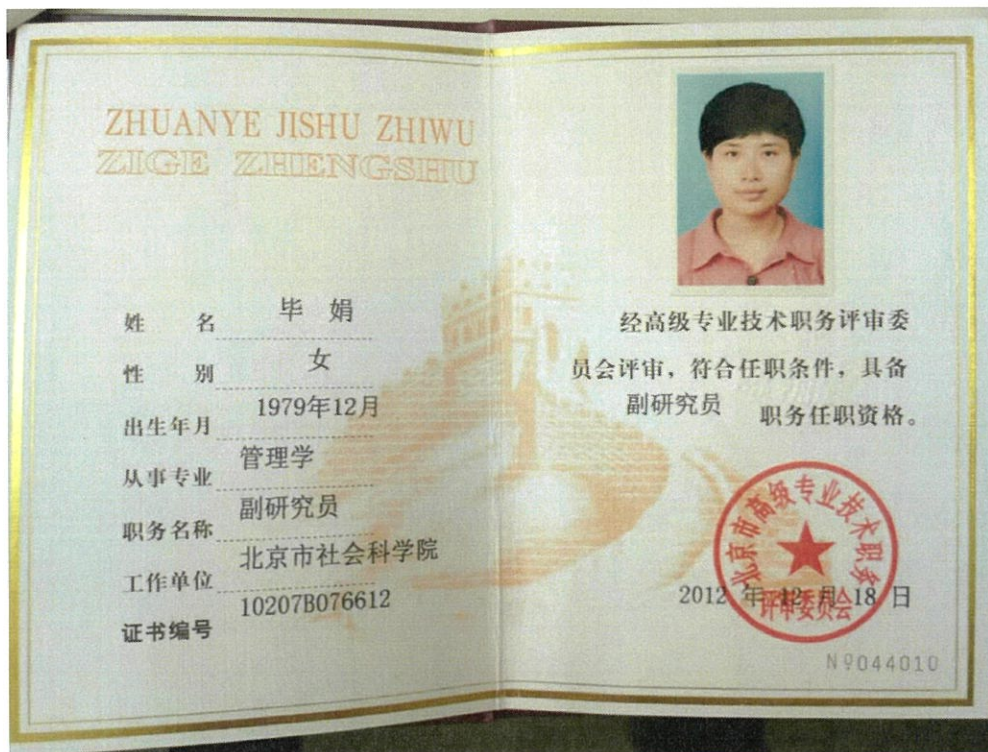 ZHUANYE JISHU ZHIWU
ZIGE ZHENGSHU
姓 名 毕 娟
性 别 女
出生年月 1979年12月
从事专业 管理学
职务名称 副研究员
工作单位 北京市社会科学院
证书编号 10207B076612
经高级专业技术职务评审委
员会评审，符合任职条件，具备
副研究员 职务任职资格。
北京市高级专业技术职务
评审委员会
2012 年 12 月 18 日
Nº044010